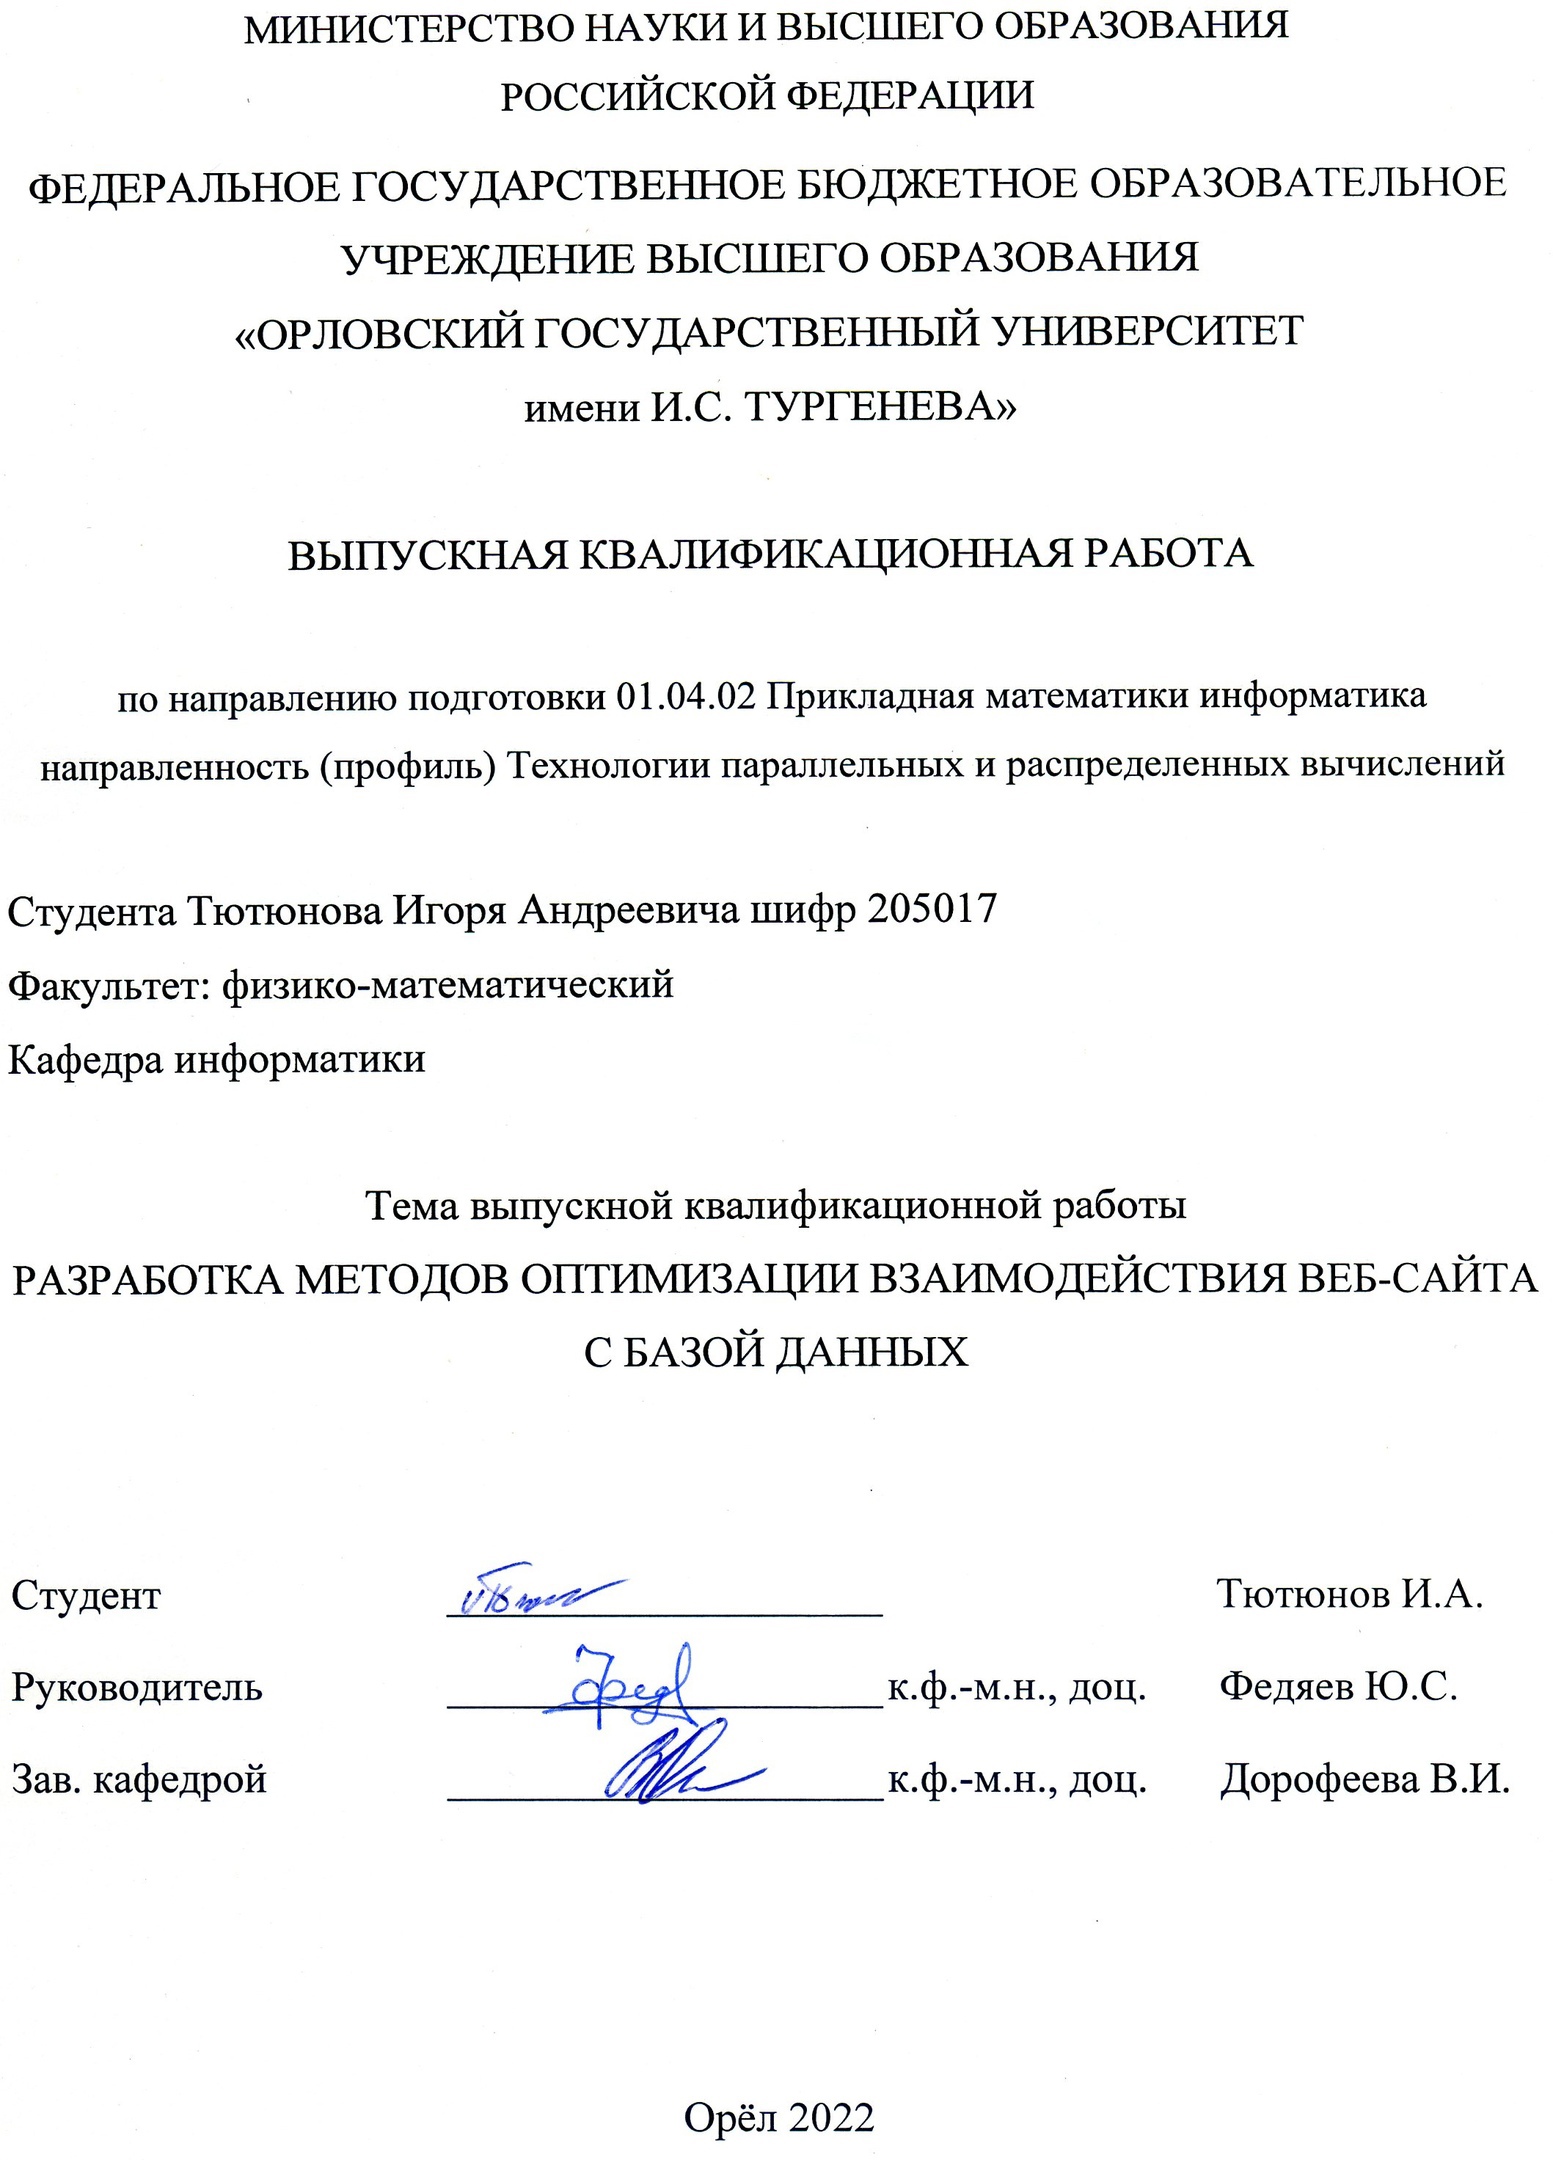 МИНИСТЕРСТВО НАУКИ И ВЫСШЕГО ОБРАЗОВАНИЯ
РОССИЙСКОЙ ФЕДЕРАЦИИ
ФЕДЕРАЛЬНОЕ ГОСУДАРСТВЕННОЕ БЮДЖЕТНОЕ ОБРАЗОВАТЕЛЬНОЕ
УЧРЕЖДЕНИЕ ВЫСШЕГО ОБРАЗОВАНИЯ
«ОРЛОВСКИЙ ГОСУДАРСТВЕННЫЙ УНИВЕРСИТЕТ
имени И.С. ТУРГЕНЕВА»
ВЫПУСКНАЯ КВАЛИФИКАЦИОННАЯ РАБОТА
по направлению подготовки 01.04.02 Прикладная математики информатика
направленность (профиль) Технологии параллельных и распределенных вычислений
Студента Тютюнова Игоря Андреевича шифр 205017
Факультет: физико-математический
Кафедра информатики
Тема выпускной квалификационной работы
РАЗРАБОТКА МЕТОДОВ ОПТИМИЗАЦИИ ВЗАИМОДЕЙСТВИЯ ВЕБ-САЙТА
С БАЗОЙ ДАННЫХ
Студент Тютюнов И.А.
Руководитель к.ф.-м.н., доц. Федяев Ю.С.
Зав. кафедрой к.ф.-м.н., доц. Дорофеева В.И.
Орёл 2022